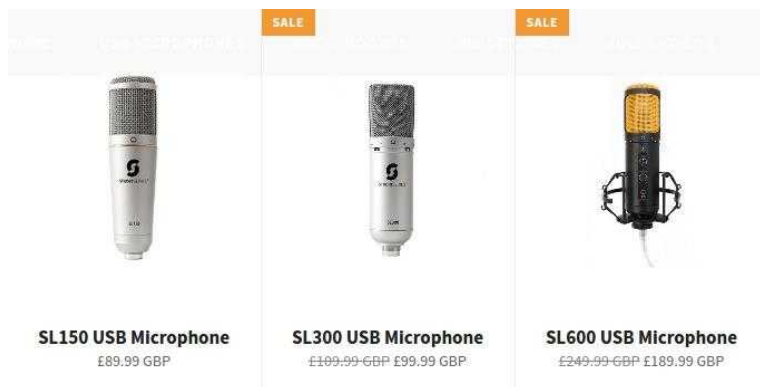 SALE
SALE
SL150 USB Microphone
£89.99 GBP
SL300 USB Microphone
£109.99 GBP £99.99 GBP
SL600 USB Microphone
£249.99 GBP £189.99 GBP